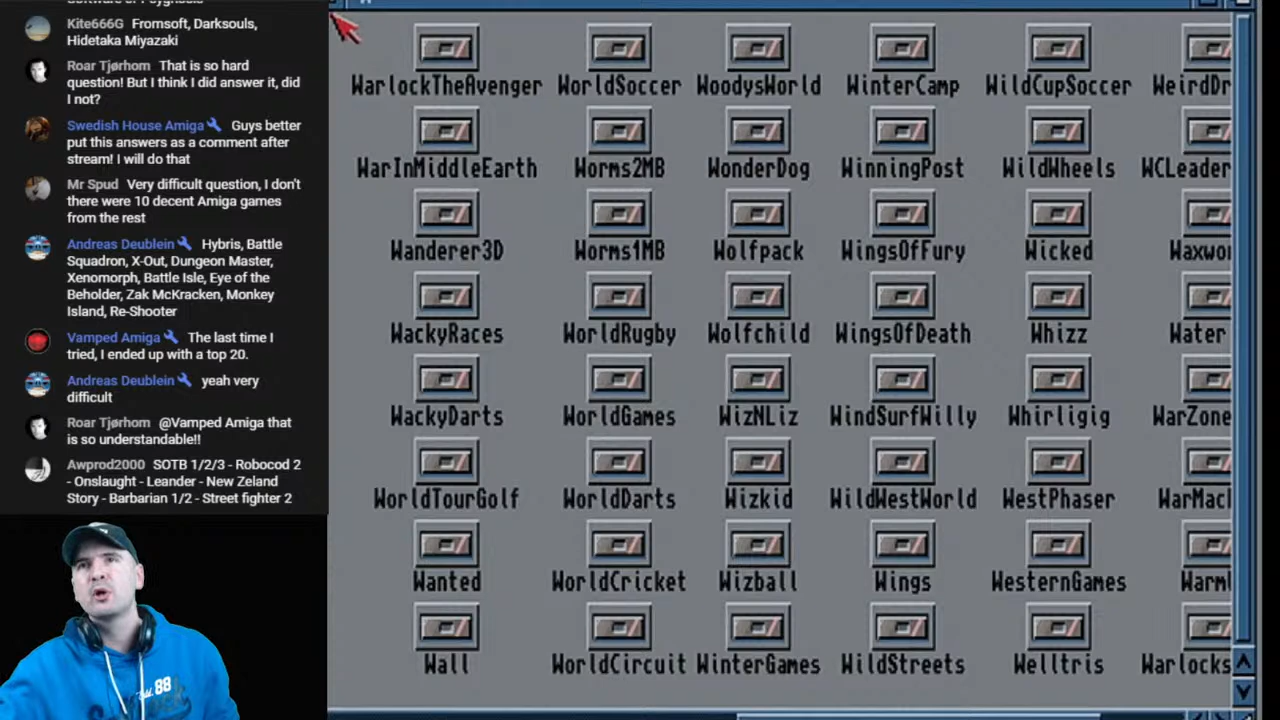 Kite666G Fromsoft, Darksouls,
Hidetaka Miyazaki
Roar Tjørhom That is so hard
question! But I think I did answer it, did
I not?
Swedish House Amiga Guys better
put this answers as a comment after
stream! I will do that
Mr Spud Very difficult question, I don't
there were 10 decent Amiga games
from the rest
Andreas Deublein Hybris, Battle
Squadron, X-Out, Dungeon Master,
Xenomorph, Battle Isle, Eye of the
Beholder, Zak McKracken, Monkey
Island, Re-Shooter
Vamped Amiga The last time I
tried, I ended up with a top 20.
Andreas Deublein yeah very
difficult
Roar Tjørhom @Vamped Amiga that
is so understandable!!
Awprod2000 SOTB 1/2/3 - Robocod 2
- Onslaught - Leander - New Zeland
Story - Barbarian 1/2 - Street fighter 2
WarlockTheAvenger WorldSoccer WoodysWorld WinterCamp WildCupSoccer WeirdDr
WarInMiddleEarth Worms2MB WonderDog WinningPost WildWheels WCLeader
Wanderer3D Worms1MB Wolfpack WingsOfFury Wicked Waxwo
WackyRaces WorldRugby Wolfchild WingsOfDeath Whizz Water
WackyDarts WorldGames WizNLiz WindSurfWilly Whirligig WarZone
WorldTourGolf WorldDarts Wizkid WildWestWorld WestPhaser WarMac
Wanted WorldCricket Wizball Wings WesternGames Warm
Wall WorldCircuit WinterGames WildStreets Welltris Warlocks
88